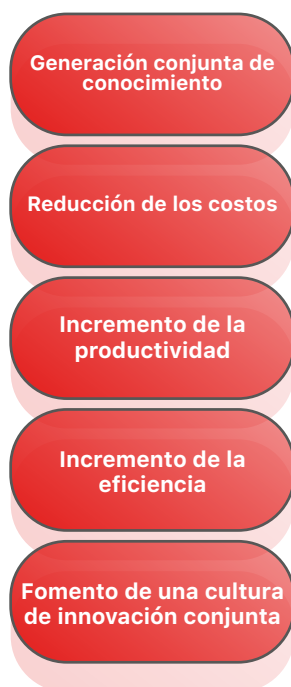 Generación conjunta de
conocimiento
Reducción de los costos
Incremento de la
productividad
Incremento de la
eficiencia
Fomento de una cultura
de innovación conjunta